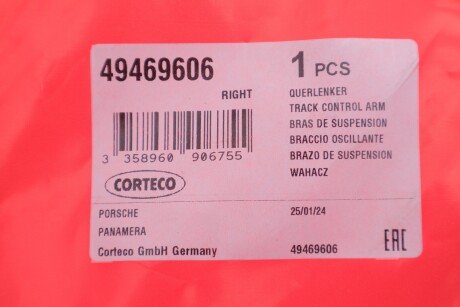 49469606
1 PCS
RIGHT
QUERLENKER
TRACK CONTROL ARM
BRAS DE SUSPENSION
BRACCIO OSCILLANTE
BRAZO DE SUSPENSION
WAHACZ
3 358960 906755
CORTECO
PORSCHE
25/01/24
PANAMERA
Corteco GmbH Germany
49469606
EAC